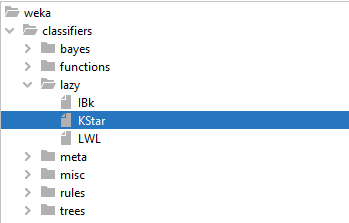 weka
classifiers
bayes
functions
lazy
IBk
KStar
LWL
meta
misc
rules
trees